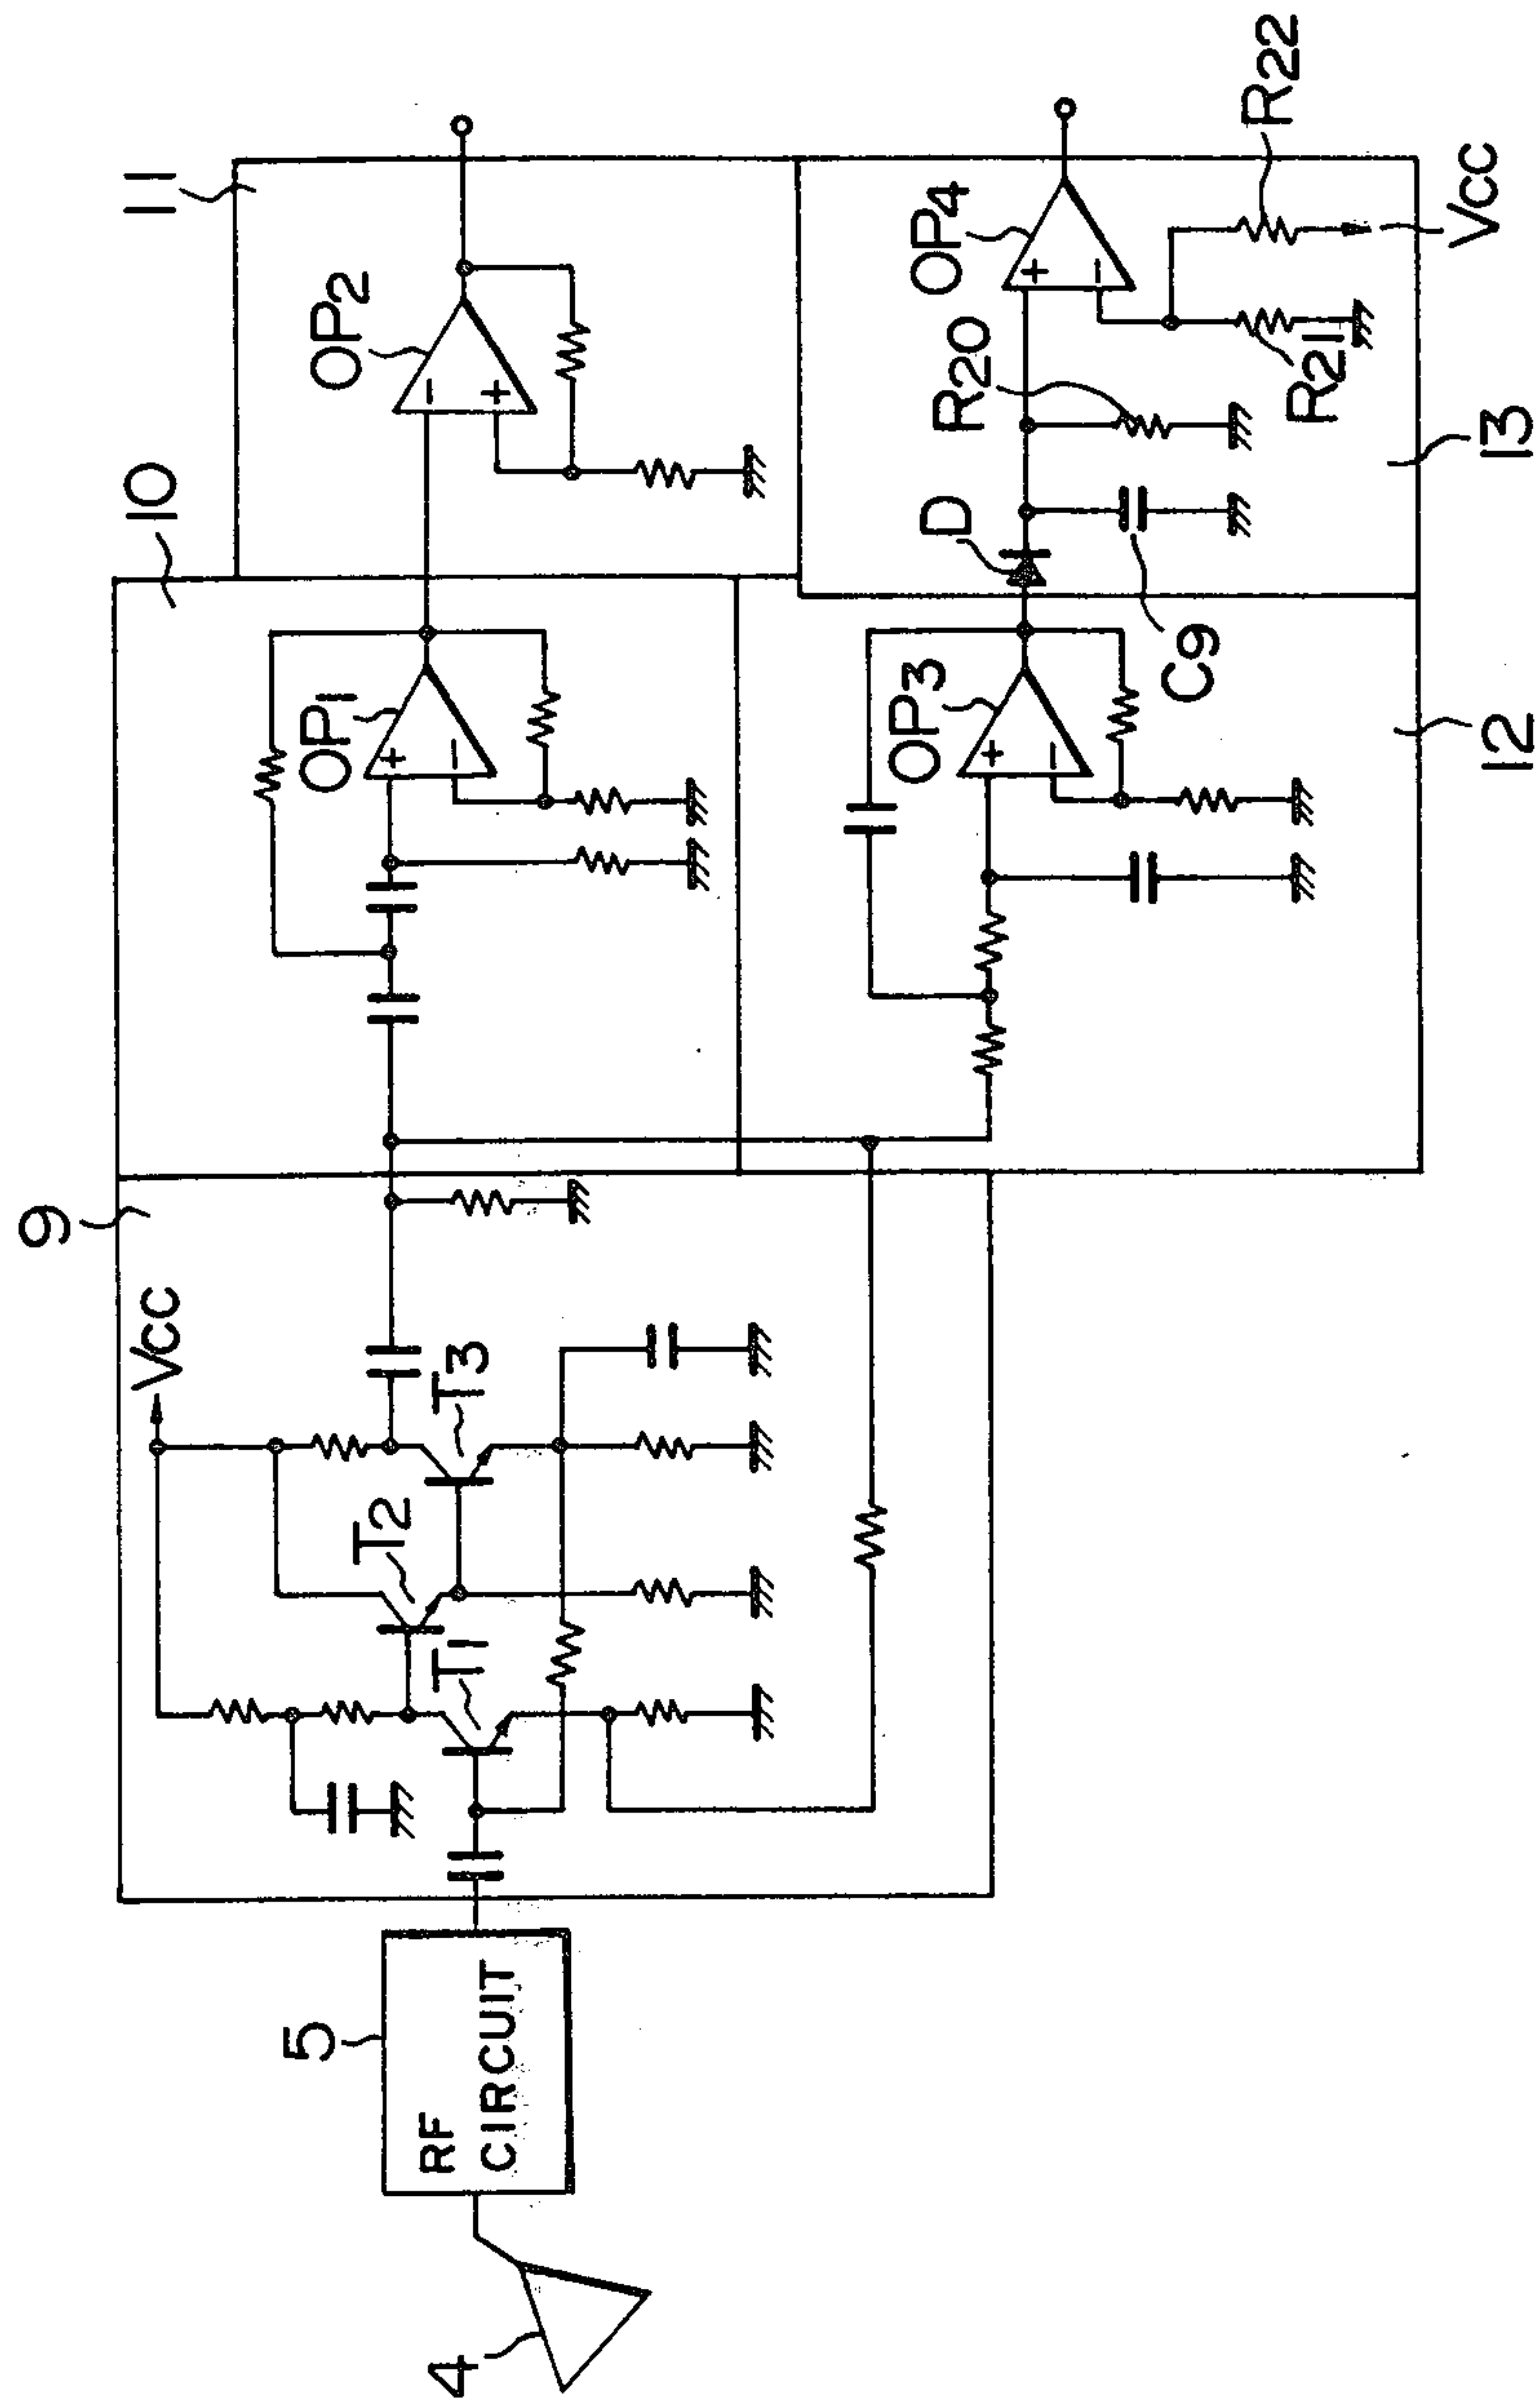 4
5
RF
CIRCUIT
9
VCC
T1
T2
T3
10
OP1
11
OP2
12
OP3
C9
13
D
R20
OP4
R21
R22
VCC